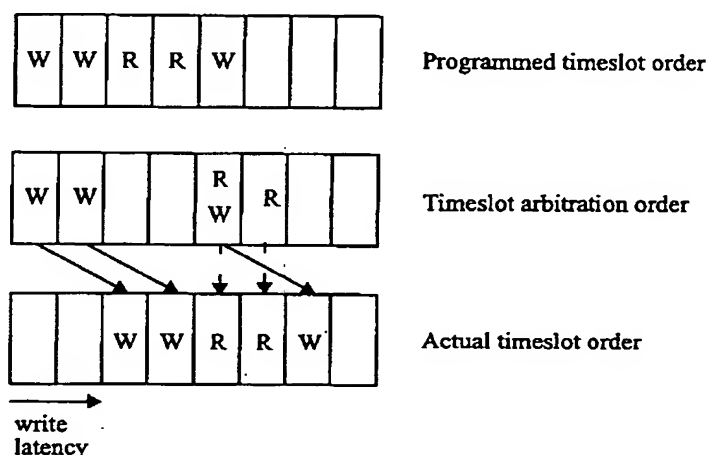 W W R R W Programmed timeslot order
R
W W W R Timeslot arbitration order
W W R R W Actual timeslot order
write
latency